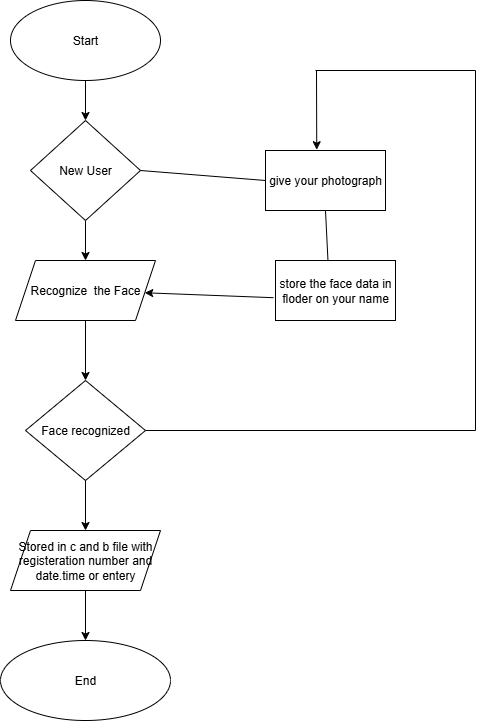 Start
New User
give your photograph
Recognize  the Face
store the face data in
floder on your name
Face recognized
Stored in c and b file with
registeration number and
date.time or entery
End